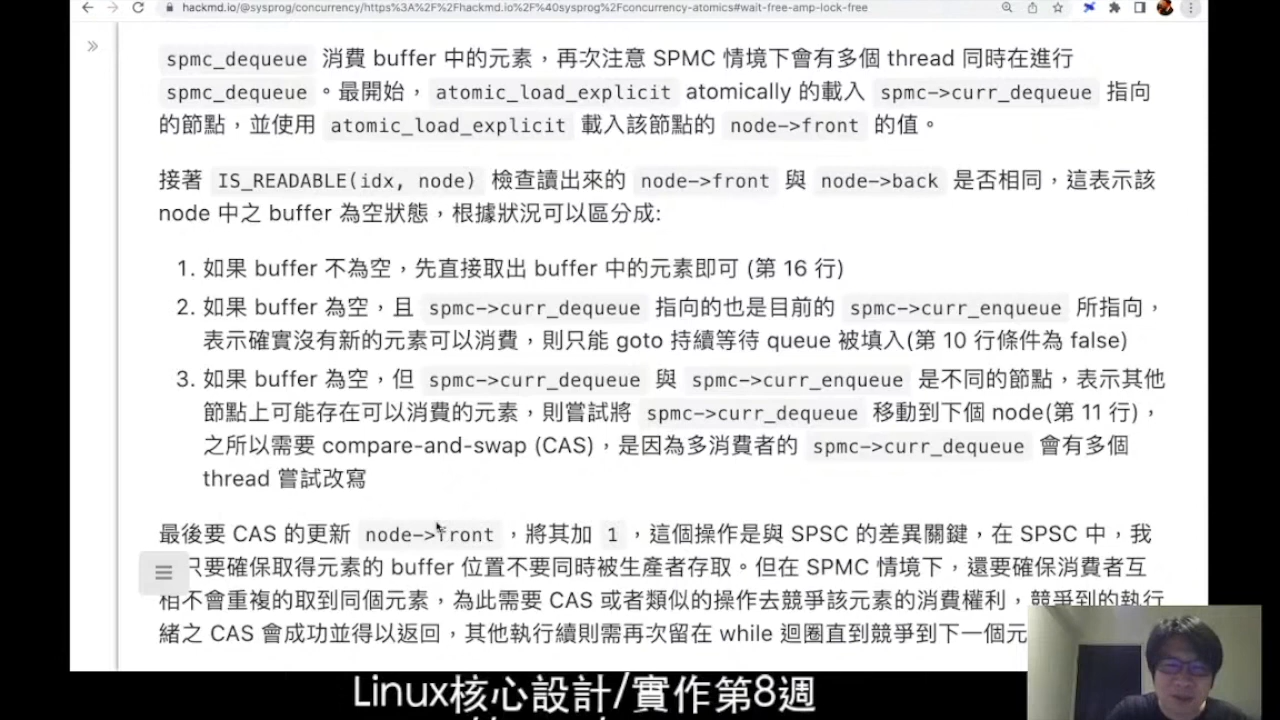 hackmd.io/@sysprog/concurrency/https%3A%2F%2Fhackmd.io%2F%40sysprog%2Fconcurrency-atomics#wait-free-amp-lock-free
spmc_dequeue 消費 buffer 中的元素，再次注意 SPMC 情境下會有多個 thread 同時在進行
spmc_dequeue 。最開始， atomic_load_explicit atomically 的載入 spmc->curr_dequeue 指向
的節點，並使用 atomic_load_explicit 載入該節點的 node->front 的值。
接著 IS_READABLE(idx, node) 檢查讀出來的 node->front 與 node->back 是否相同，這表示該
node 中之 buffer 為空狀態，根據狀況可以區分成:
1. 如果 buffer 不為空，先直接取出 buffer 中的元素即可 (第 16 行)
2. 如果 buffer 為空，且 spmc->curr_dequeue 指向的也是目前的 spmc->curr_enqueue 所指向，
表示確實沒有新的元素可以消費，則只能 goto 持續等待 queue 被填入(第 10 行條件為 false)
3. 如果 buffer 為空，但 spmc->curr_dequeue 與 spmc->curr_enqueue 是不同的節點，表示其他
節點上可能存在可以消費的元素，則嘗試將 spmc->curr_dequeue 移動到下個 node(第 11 行)，
之所以需要 compare-and-swap (CAS)，是因為多消費者的 spmc->curr_dequeue 會有多個
thread 嘗試改寫
最後要 CAS 的更新 node->front ，將其加 1 ，這個操作是與 SPSC 的差異關鍵，在 SPSC 中，我
只要確保取得元素的 buffer 位置不要同時被生產者存取。但在 SPMC 情境下，還要確保消費者互
相不會重複的取到同個元素，為此需要 CAS 或者類似的操作去競爭該元素的消費權利，競爭到的執行
緒之 CAS 會成功並得以返回，其他執行續則需再次留在 while 迴圈直到競爭到下一個元
Linux核心設計/實作第8週